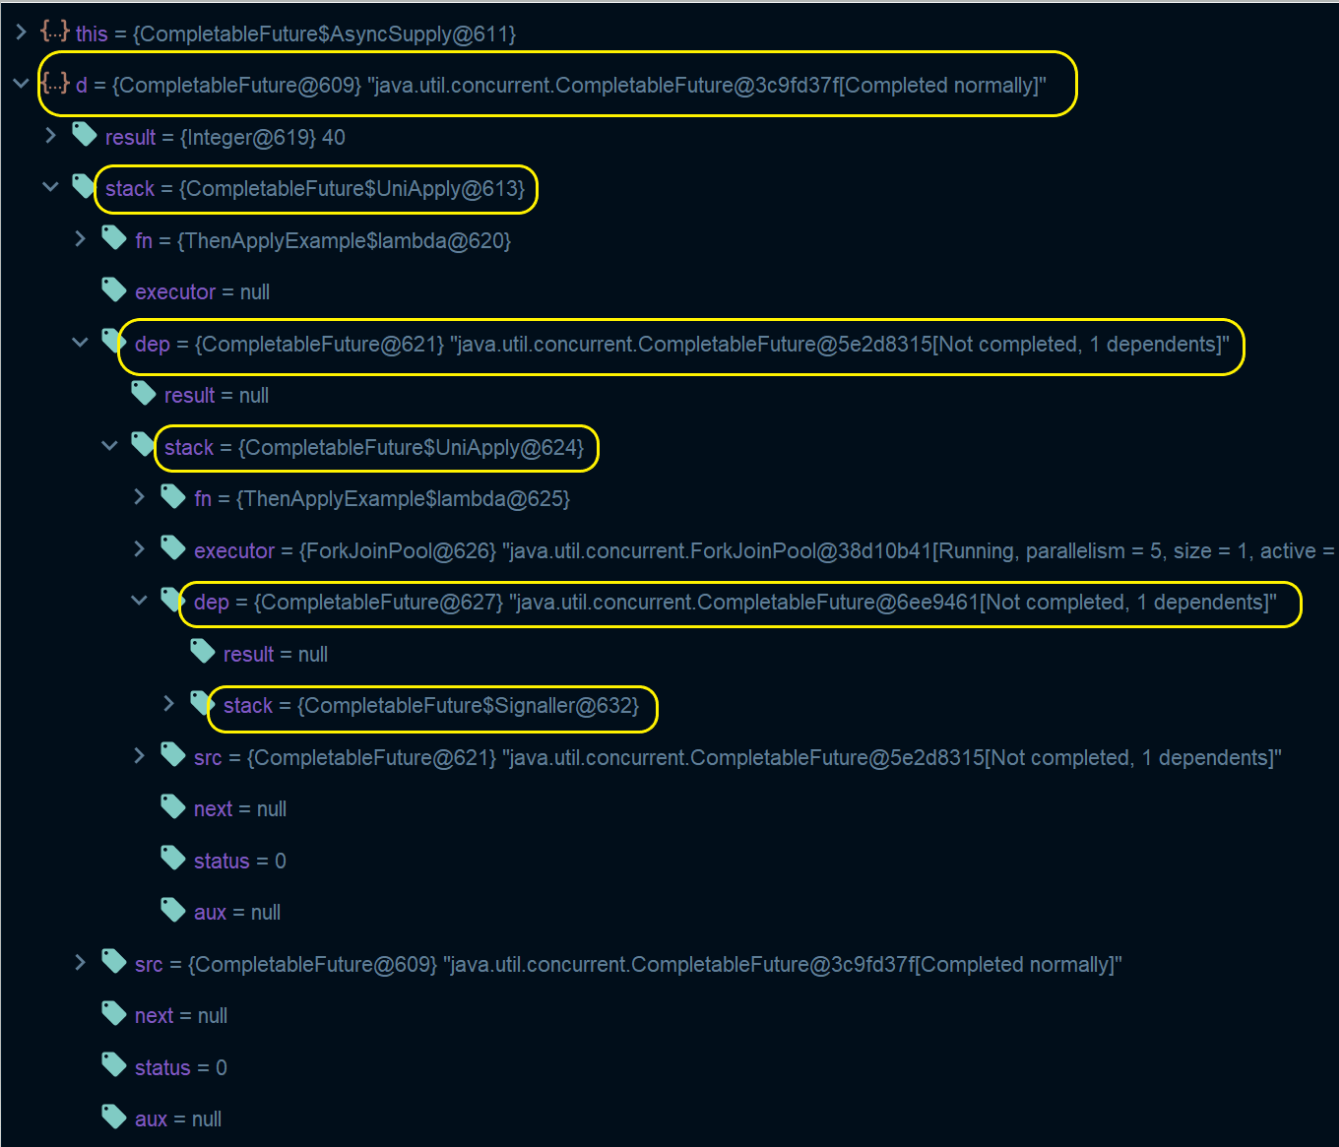 {...} this = {CompletableFuture$AsyncSupply@611}
{...} d = {CompletableFuture@609} "java.util.concurrent.CompletableFuture@3c9fd37f[Completed normally]"
result = {Integer@619} 40
stack = {CompletableFuture$UniApply@613}
fn = {ThenApplyExample$lambda@620}
executor = null
dep = {CompletableFuture@621} "java.util.concurrent.CompletableFuture@5e2d8315[Not completed, 1 dependents]"
result = null
stack = {CompletableFuture$UniApply@624}
fn = {ThenApplyExample$lambda@625}
executor = {ForkJoinPool@626} "java.util.concurrent.ForkJoinPool@38d10b41[Running, parallelism = 5, size = 1, active =
dep = {CompletableFuture@627} "java.util.concurrent.CompletableFuture@6ee9461[Not completed, 1 dependents]"
result = null
stack = {CompletableFuture$Signaller@632}
src = {CompletableFuture@621} "java.util.concurrent.CompletableFuture@5e2d8315[Not completed, 1 dependents]"
next = null
status = 0
aux = null
src = {CompletableFuture@609} "java.util.concurrent.CompletableFuture@3c9fd37f[Completed normally]"
next = null
status = 0
aux = null